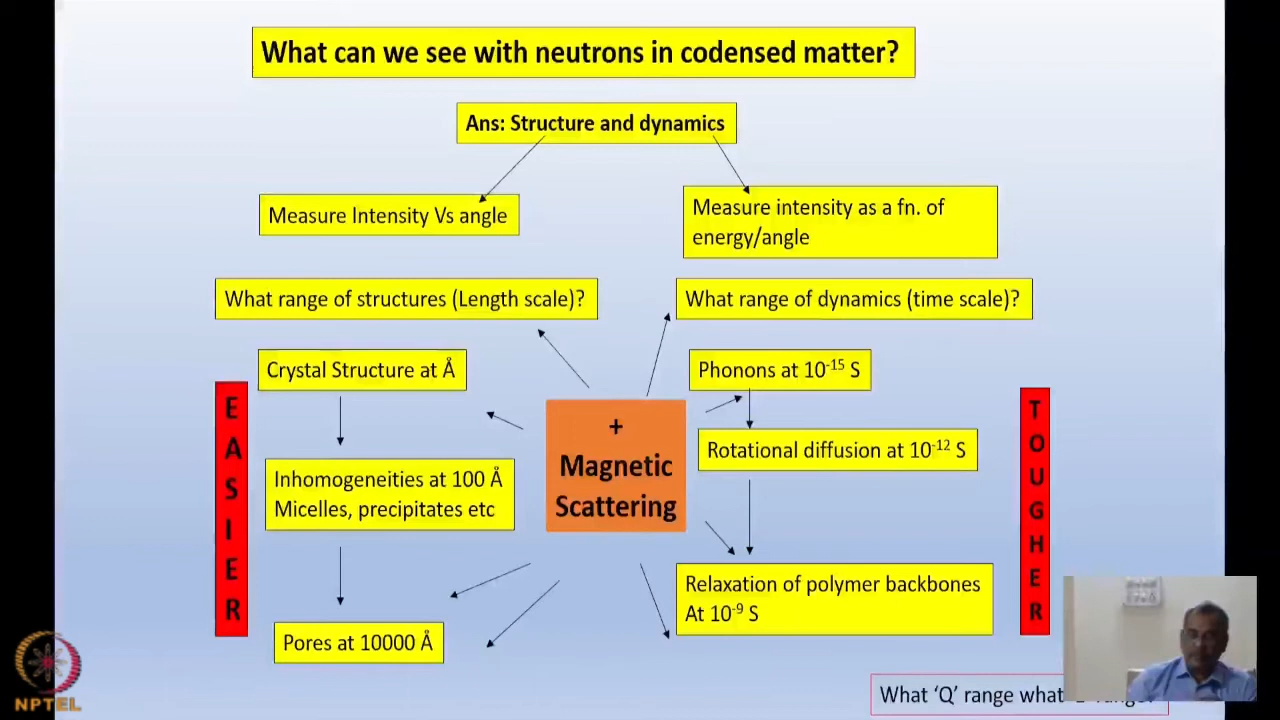 What can we see with neutrons in codensed matter?
Ans: Structure and dynamics
Measure Intensity Vs angle
Measure intensity as a fn. of
energy/angle
What range of structures (Length scale)?
What range of dynamics (time scale)?
Crystal Structure at Å
Phonons at 10⁻¹⁵ S
EASIER
+
Magnetic
Scattering
TOUGHER
Rotational diffusion at 10⁻¹² S
Inhomogeneities at 100 Å
Micelles, precipitates etc
Relaxation of polymer backbones
At 10⁻⁹ S
Pores at 10000 Å
What ‘Q’ range what
NPTEL